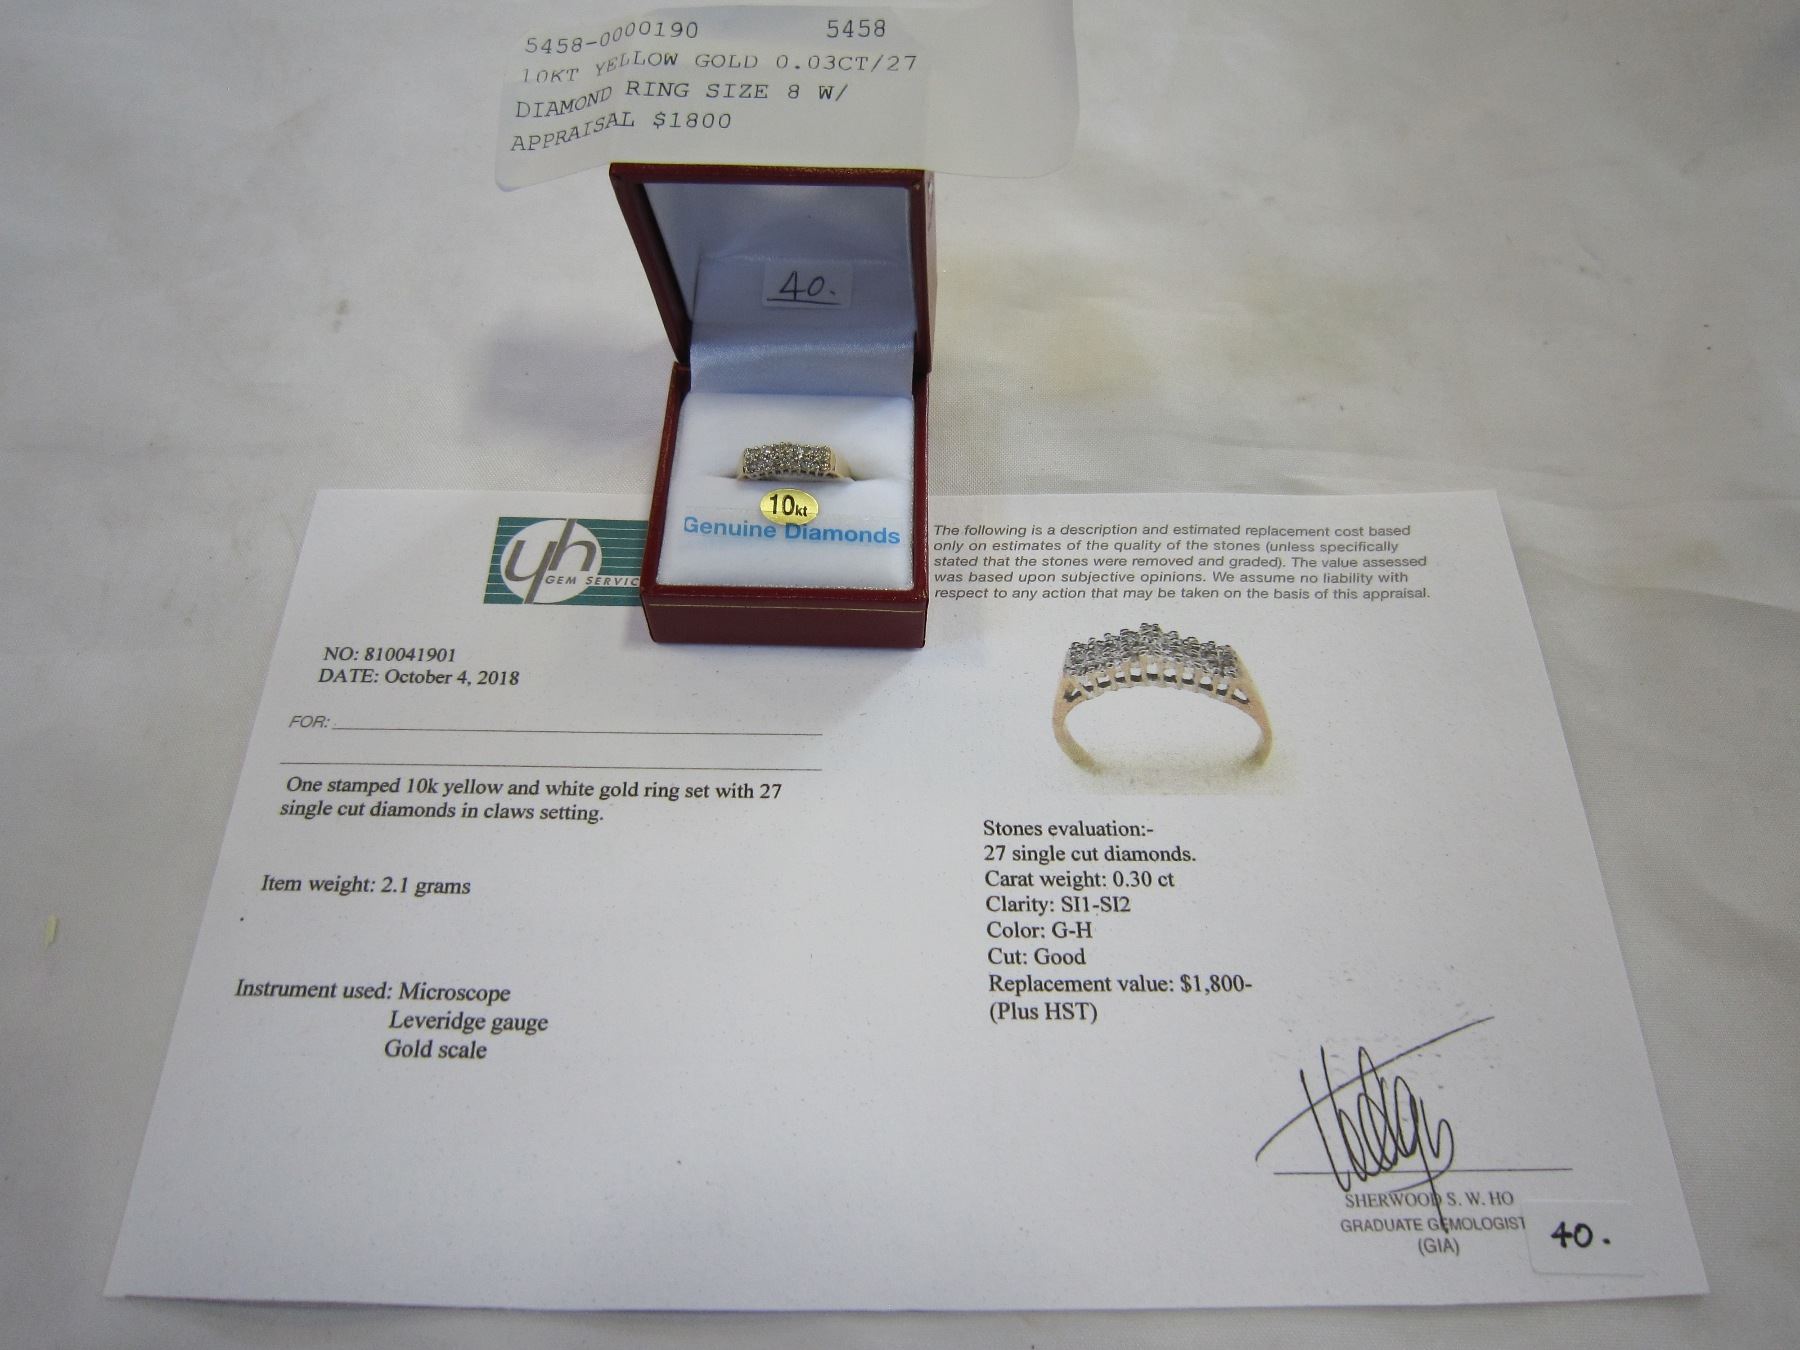 5458-0000190 5458
10KT YELLOW GOLD 0.03CT/27
DIAMOND RING SIZE 8 W/
APPRAISAL $1800
40.
10kt
Genuine Diamonds
yh
GEM SERVIC
The following is a description and estimated replacement cost based
only on estimates of the quality of the stones (unless specifically
stated that the stones were removed and graded). The value assessed
was based upon subjective opinions. We assume no liability with
respect to any action that may be taken on the basis of this appraisal.
NO: 810041901
DATE: October 4, 2018
FOR:
One stamped 10k yellow and white gold ring set with 27
single cut diamonds in claws setting.
Item weight: 2.1 grams
Instrument used: Microscope
Leveridge gauge
Gold scale
Stones evaluation:-
27 single cut diamonds.
Carat weight: 0.30 ct
Clarity: SI1-SI2
Color: G-H
Cut: Good
Replacement value: $1,800-
(Plus HST)
SHERWOOD S. W. HO
GRADUATE GEMOLOGIST
(GIA)
40.